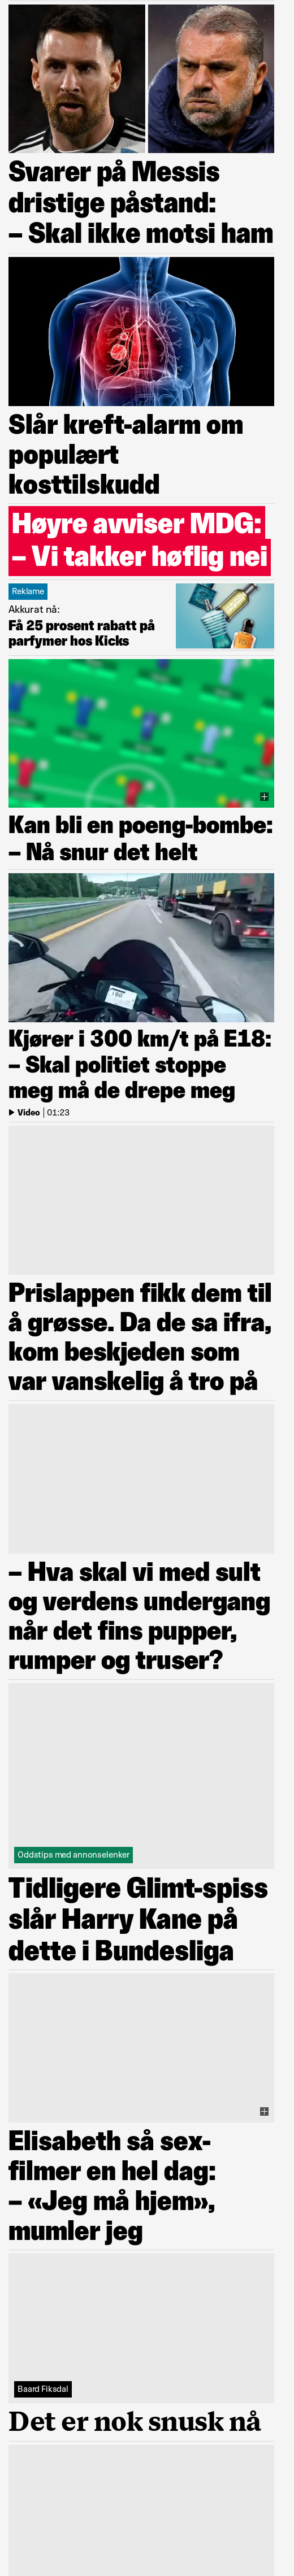 Svarer på Messis
dristige påstand:
– Skal ikke motsi ham
Slår kreft-alarm om
populært
kosttilskudd
Høyre avviser MDG:
– Vi takker høflig nei
Reklame
Akkurat nå:
Få 25 prosent rabatt på
parfymer hos Kicks
Kan bli en poeng-bombe:
– Nå snur det helt
Kjører i 300 km/t på E18:
– Skal politiet stoppe
meg må de drepe meg
Video | 01:23
Prislappen fikk dem til
å grøsse. Da de sa ifra,
kom beskjeden som
var vanskelig å tro på
– Hva skal vi med sult
og verdens undergang
når det fins pupper,
rumper og truser?
Oddstips med annonselenker
Tidligere Glimt-spiss
slår Harry Kane på
dette i Bundesliga
Elisabeth så sex-
filmer en hel dag:
– «Jeg må hjem»,
mumler jeg
Baard Fiksdal
Det er nok snusk nå